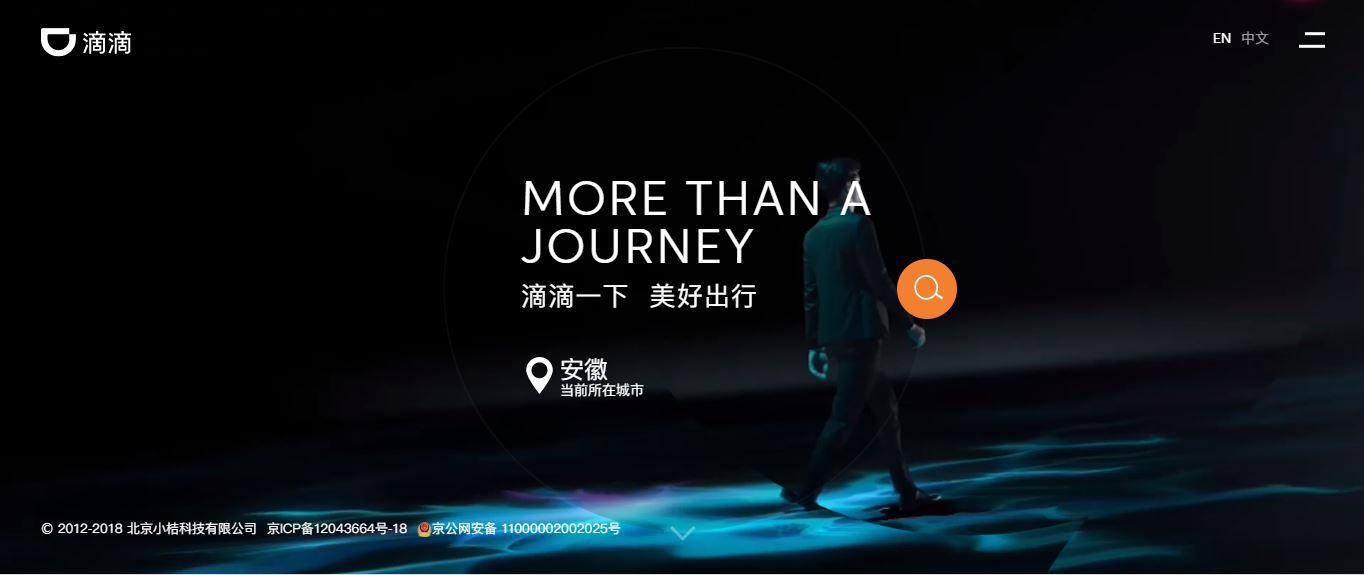 滴滴
EN 中文
MORE THAN A
JOURNEY
滴滴一下 美好出行
安徽
当前所在城市
© 2012-2018 北京小桔科技有限公司 京ICP备12043664号-18 京公网安备 11000002002025号